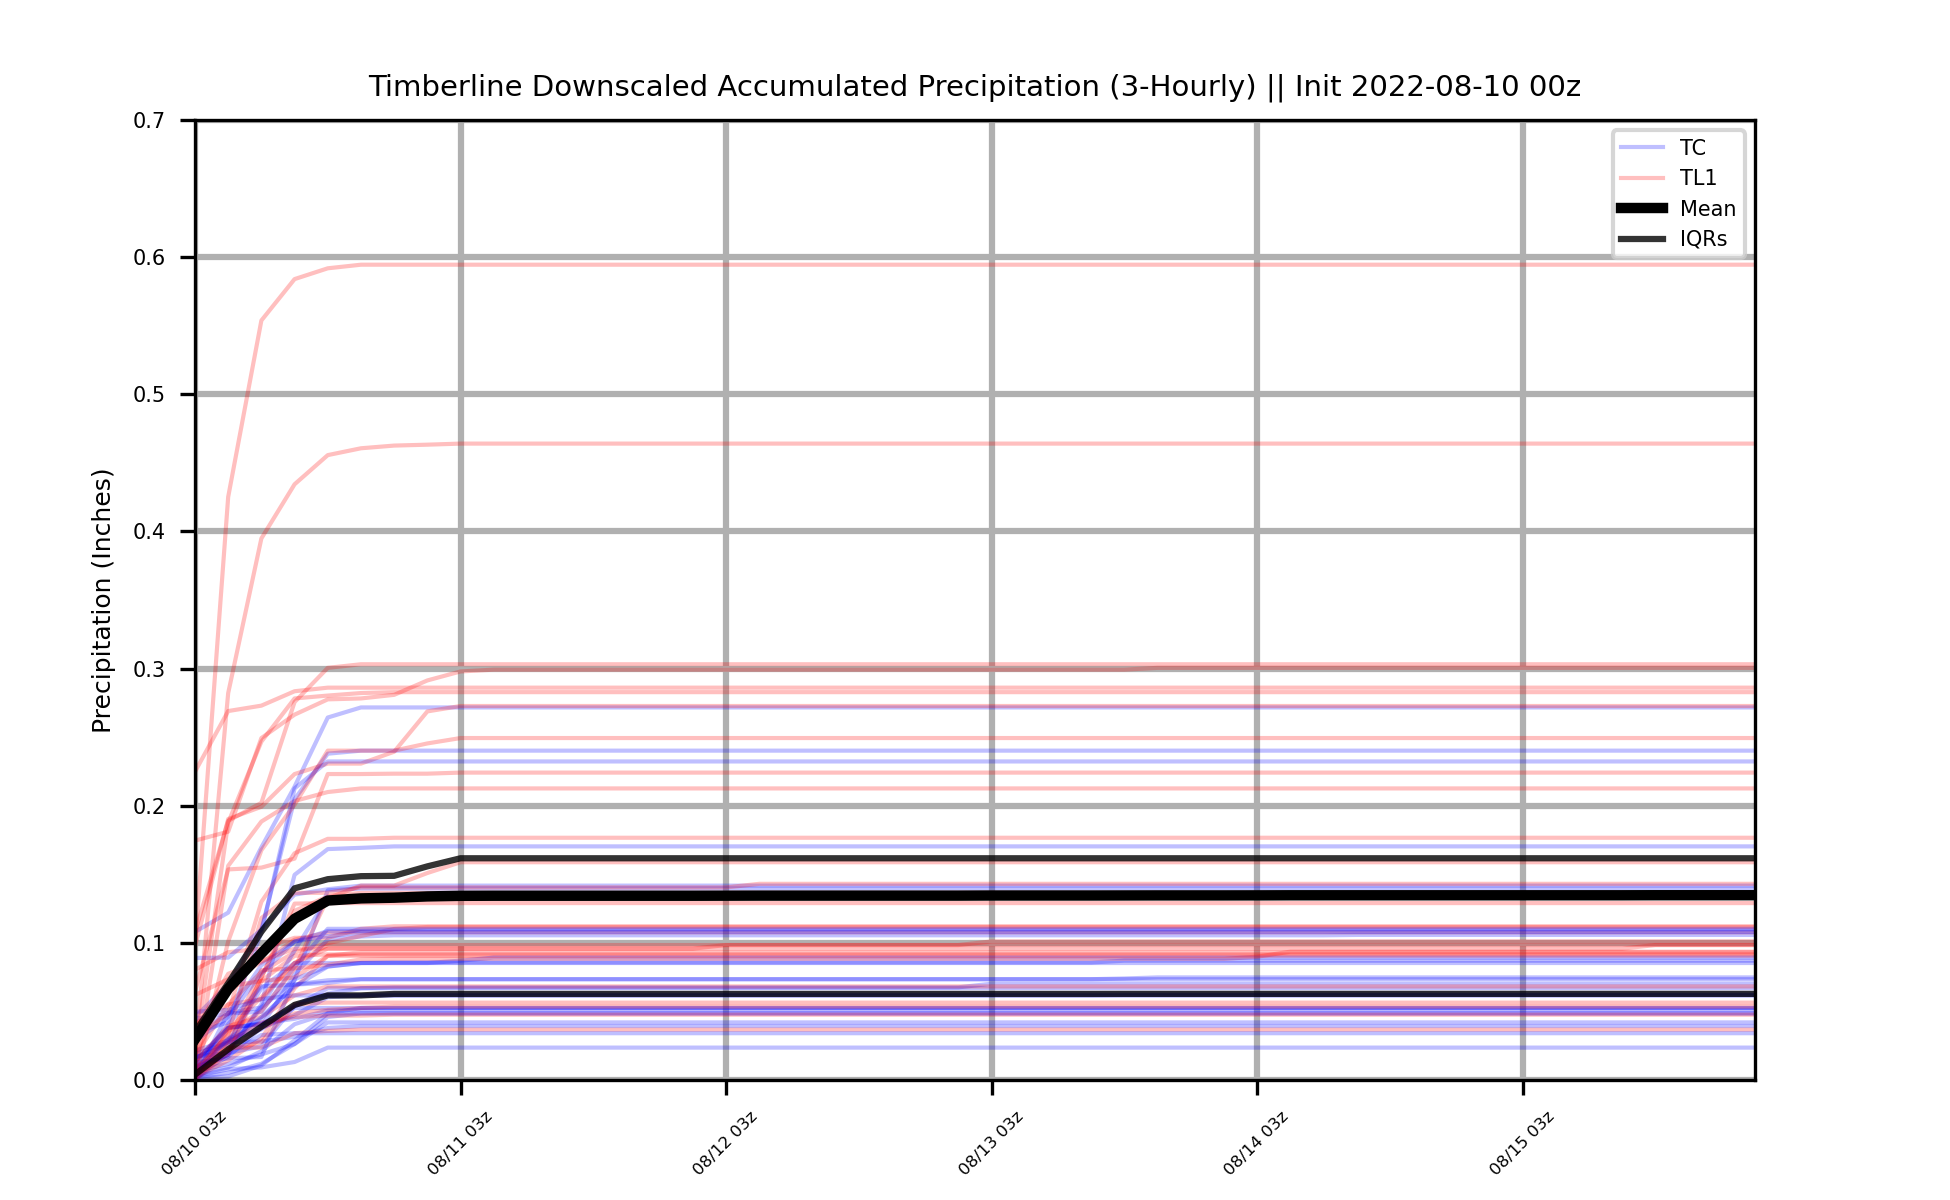 Timberline Downscaled Accumulated Precipitation (3-Hourly) || Init 2022-08-10 00z
TC
TL1
Mean
IQRs
Precipitation (Inches)
0.7
0.6
0.5
0.4
0.3
0.2
0.1
0.0
08/10 03z
08/11 03z
08/12 03z
08/13 03z
08/14 03z
08/15 03z